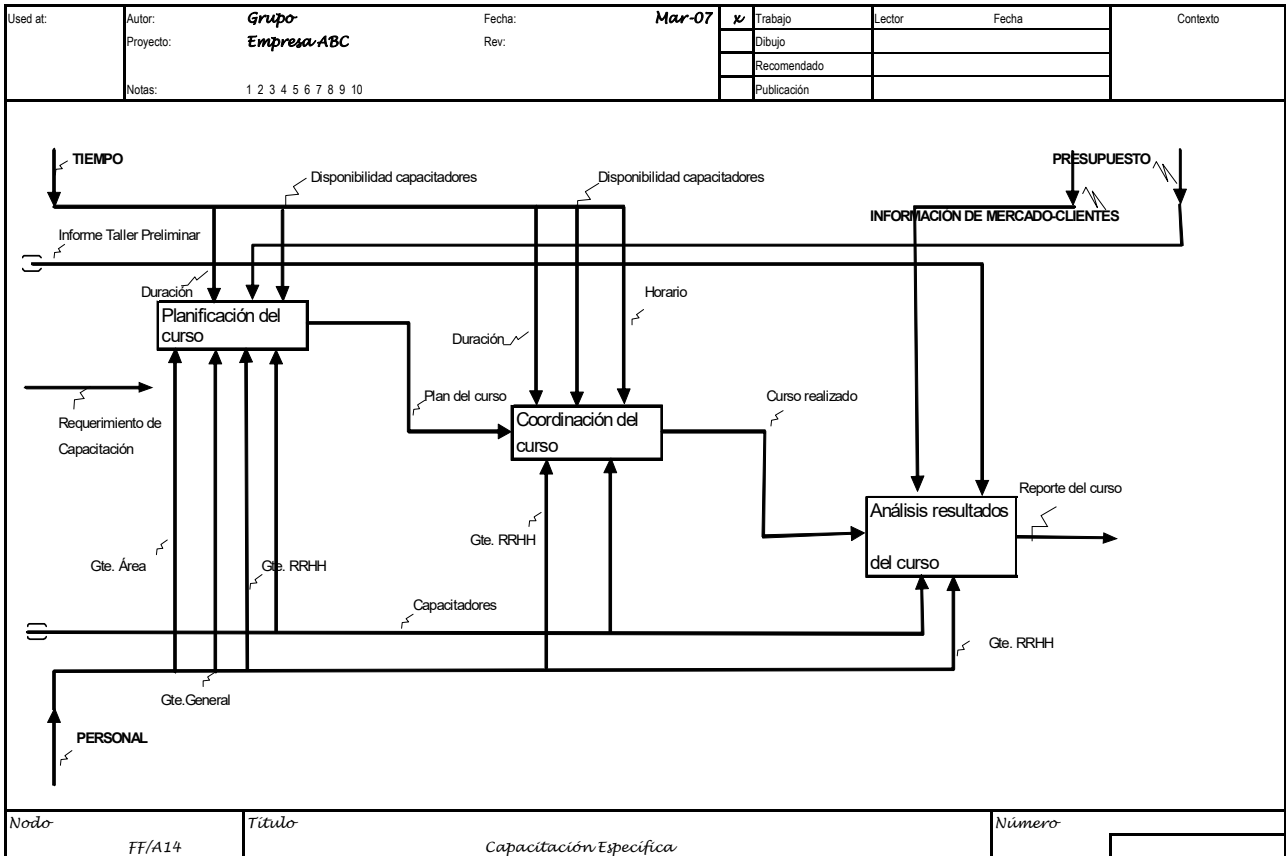 Used at:
Autor:
Grupo
Fecha:
Mar-07
x
Trabajo
Lector
Fecha
Contexto
Proyecto:
Empresa ABC
Rev:
Dibujo
Recomendado
Notas:
1 2 3 4 5 6 7 8 9 10
Publicación
TIEMPO
PRESUPUESTO
Disponibilidad capacitadores
Disponibilidad capacitadores
INFORMACIÓN DE MERCADO-CLIENTES
Informe Taller Preliminar
Duración
Horario
Planificación del
curso
Duración
Plan del curso
Curso realizado
Requerimiento de
Capacitación
Coordinación del
curso
Reporte del curso
Análisis resultados
del curso
Gte. RRHH
Gte. Área
Gte. RRHH
Capacitadores
Gte. RRHH
Gte.General
PERSONAL
Nodo
Título
Número
FF/A14
Capacitación Específica